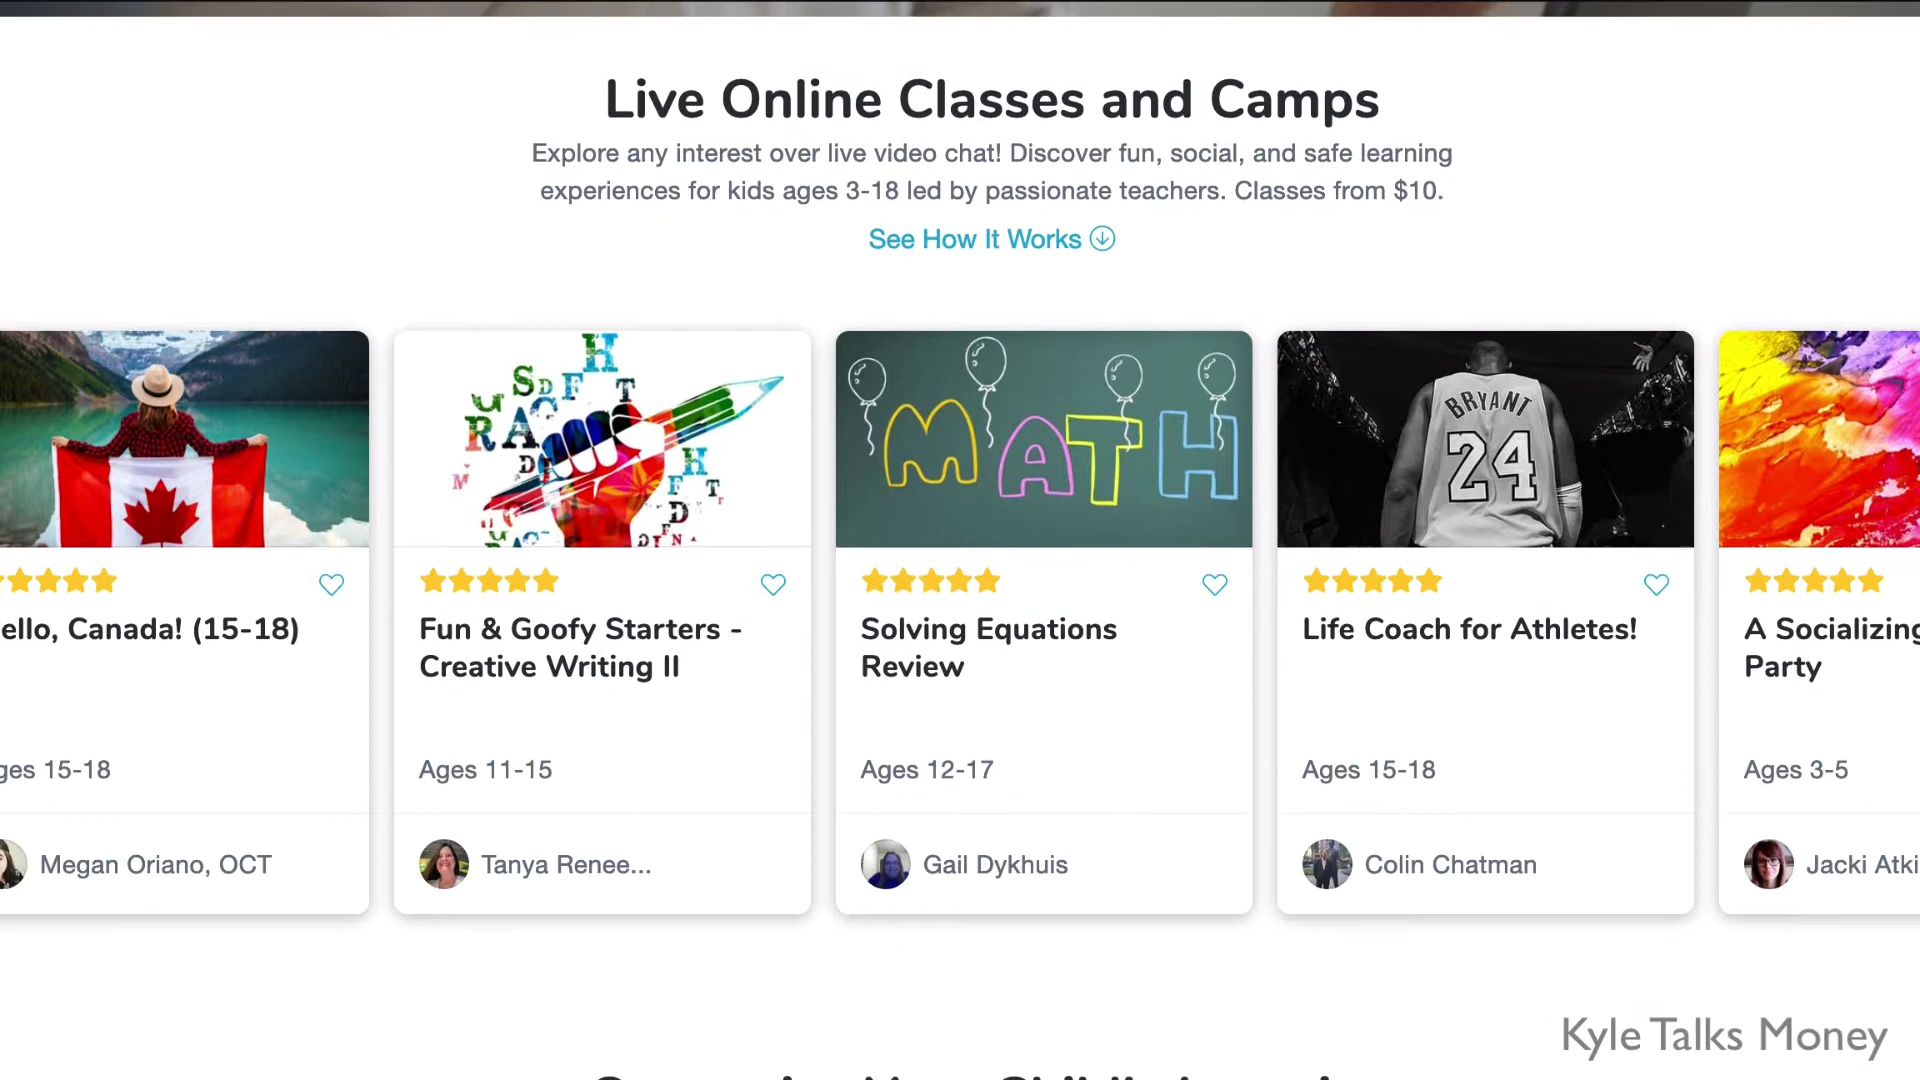 Live Online Classes and Camps
Explore any interest over live video chat! Discover fun, social, and safe learning
experiences for kids ages 3-18 led by passionate teachers. Classes from $10.
See How It Works
MATH
BRYANT
24
ello, Canada! (15-18)
ges 15-18
Megan Oriano, OCT
Fun & Goofy Starters -
Creative Writing II
Ages 11-15
Tanya Renee...
Solving Equations
Review
Ages 12-17
Gail Dykhuis
Life Coach for Athletes!
Ages 15-18
Colin Chatman
A Socializing
Party
Ages 3-5
Jacki Atki
Kyle Talks Money